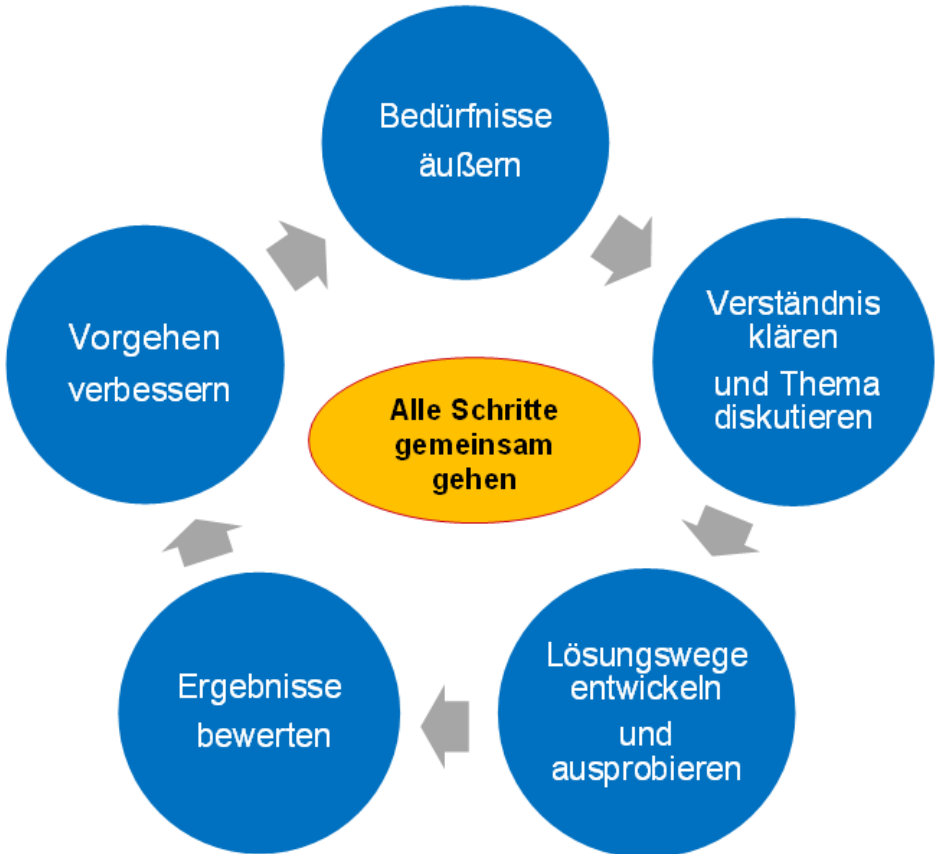 Bedürfnisse
äußern
Verständnis
klären
und Thema
diskutieren
Lösungswege
entwickeln
und
ausprobieren
Ergebnisse
bewerten
Vorgehen
verbessern
Alle Schritte
gemeinsam
gehen